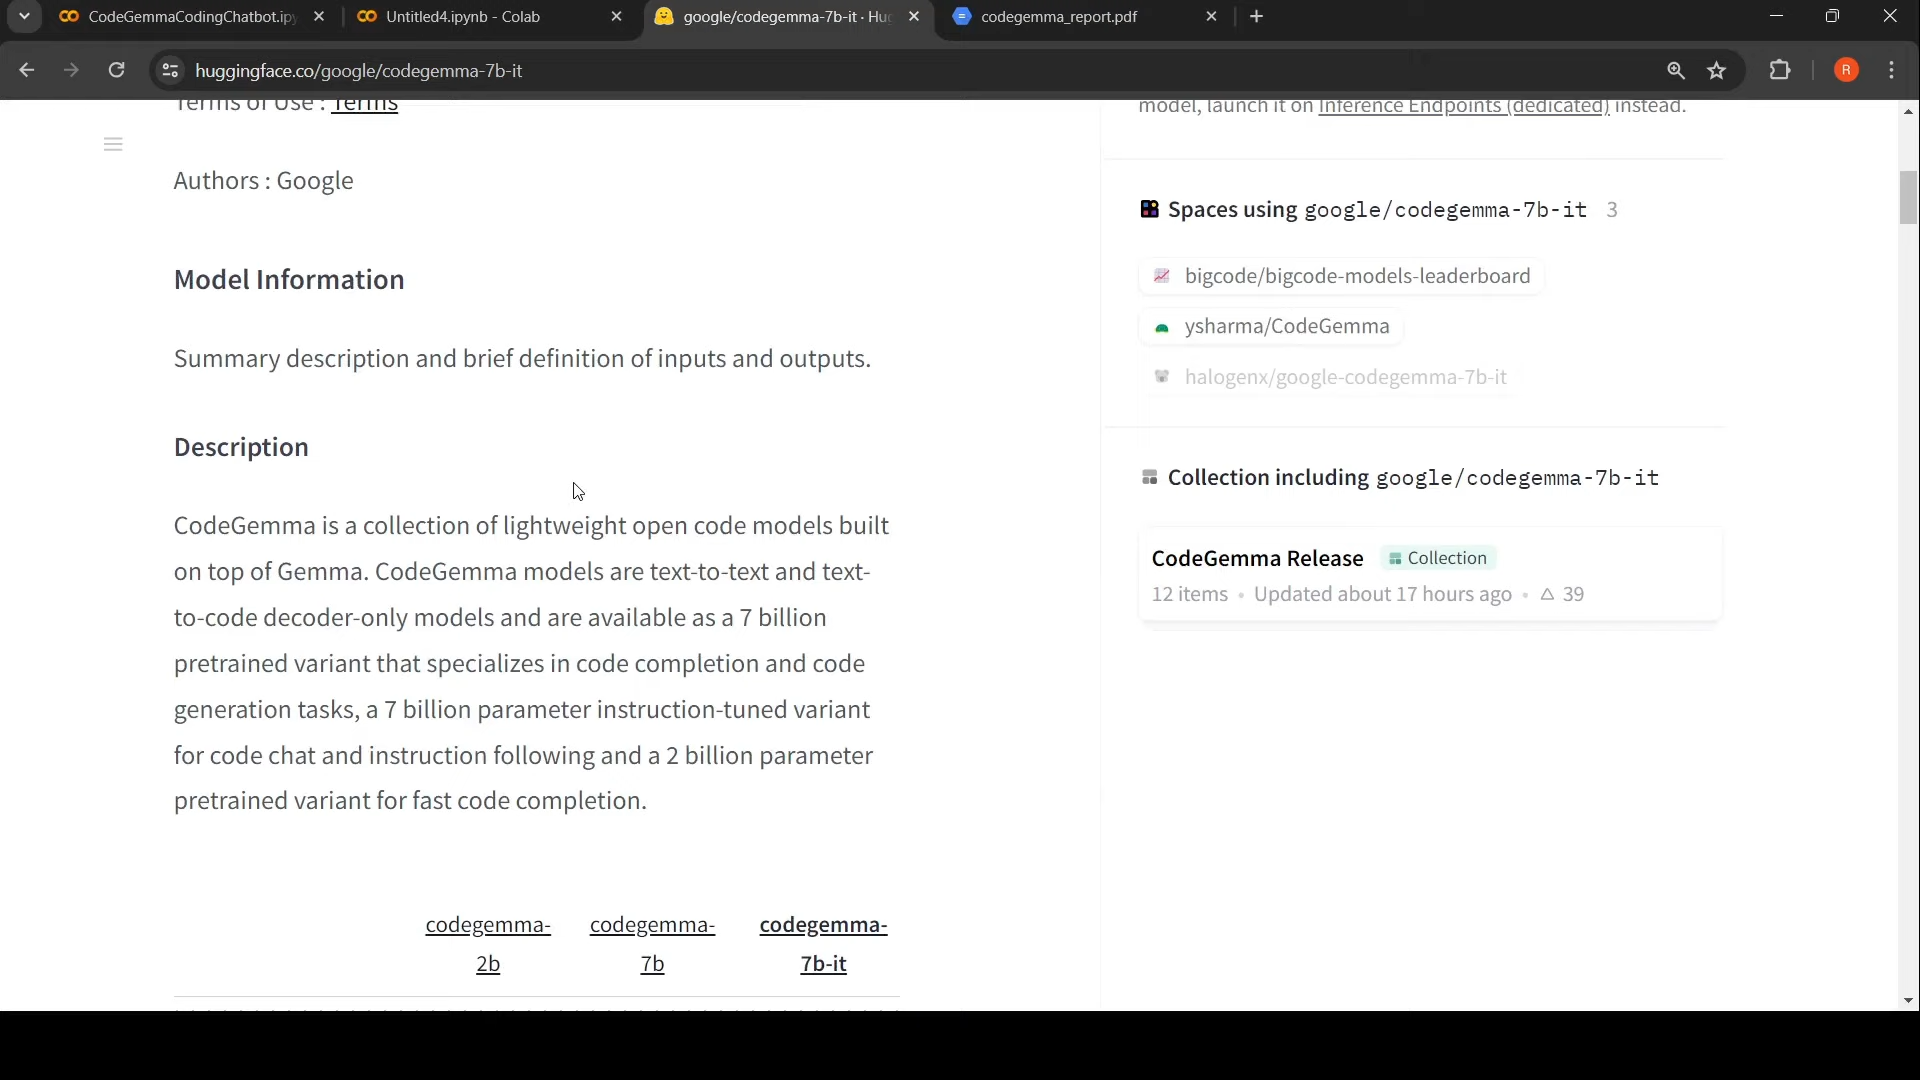 CodeGemmaCodingChatbot.ipy
Untitled4.ipynb - Colab
google/codegemma-7b-it · Hug
codegemma_report.pdf
huggingface.co/google/codegemma-7b-it
R
Terms of Use : Terms
Authors : Google
Model Information
Summary description and brief definition of inputs and outputs.
Description
CodeGemma is a collection of lightweight open code models built
on top of Gemma. CodeGemma models are text-to-text and text-
to-code decoder-only models and are available as a 7 billion
pretrained variant that specializes in code completion and code
generation tasks, a 7 billion parameter instruction-tuned variant
for code chat and instruction following and a 2 billion parameter
pretrained variant for fast code completion.
codegemma- codegemma- codegemma-
2b 7b 7b-it
model, launch it on Inference Endpoints (dedicated) instead.
Spaces using google/codegemma-7b-it 3
bigcode/bigcode-models-leaderboard
ysharma/CodeGemma
halogenx/google-codegemma-7b-it
Collection including google/codegemma-7b-it
CodeGemma Release Collection
12 items • Updated about 17 hours ago • △ 39